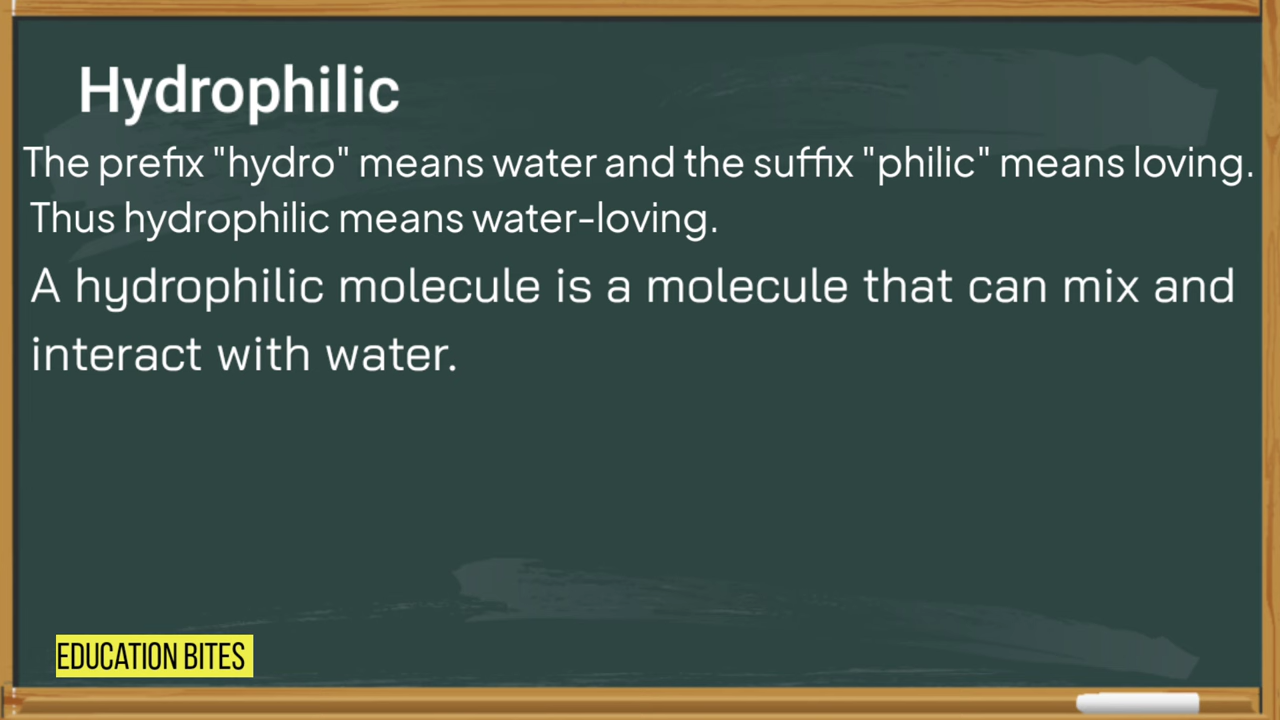 Hydrophilic
The prefix "hydro" means water and the suffix "philic" means loving.
Thus hydrophilic means water-loving.
A hydrophilic molecule is a molecule that can mix and
interact with water.
EDUCATION BITES